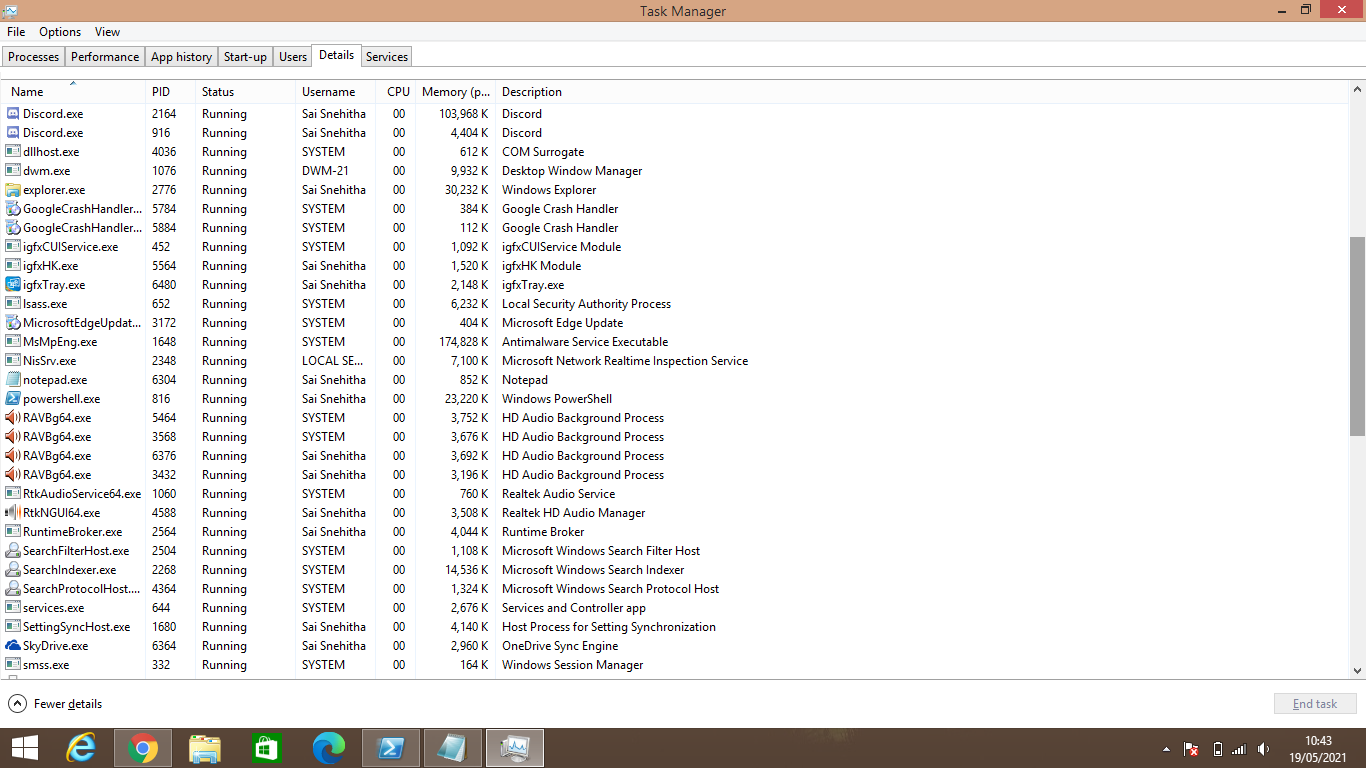 Task Manager
File Options View
Processes Performance App history Start-up Users Details Services
Name PID Status Username CPU Memory (p... Description
Discord.exe 2164 Running Sai Snehitha 00 103,968 K Discord
Discord.exe 916 Running Sai Snehitha 00 4,404 K Discord
dllhost.exe 4036 Running SYSTEM 00 612 K COM Surrogate
dwm.exe 1076 Running DWM-21 00 9,932 K Desktop Window Manager
explorer.exe 2776 Running Sai Snehitha 00 30,232 K Windows Explorer
GoogleCrashHandler... 5784 Running SYSTEM 00 384 K Google Crash Handler
GoogleCrashHandler... 5884 Running SYSTEM 00 112 K Google Crash Handler
igfxCUIService.exe 452 Running SYSTEM 00 1,092 K igfxCUIService Module
igfxHK.exe 5564 Running Sai Snehitha 00 1,520 K igfxHK Module
igfxTray.exe 6480 Running Sai Snehitha 00 2,148 K igfxTray.exe
lsass.exe 652 Running SYSTEM 00 6,232 K Local Security Authority Process
MicrosoftEdgeUpdat... 3172 Running SYSTEM 00 404 K Microsoft Edge Update
MsMpEng.exe 1648 Running SYSTEM 00 174,828 K Antimalware Service Executable
NisSrv.exe 2348 Running LOCAL SE... 00 7,100 K Microsoft Network Realtime Inspection Service
notepad.exe 6304 Running Sai Snehitha 00 852 K Notepad
powershell.exe 816 Running Sai Snehitha 00 23,220 K Windows PowerShell
RAVBg64.exe 5464 Running SYSTEM 00 3,752 K HD Audio Background Process
RAVBg64.exe 3568 Running SYSTEM 00 3,676 K HD Audio Background Process
RAVBg64.exe 6376 Running Sai Snehitha 00 3,692 K HD Audio Background Process
RAVBg64.exe 3432 Running Sai Snehitha 00 3,196 K HD Audio Background Process
RtkAudioService64.exe 1060 Running SYSTEM 00 760 K Realtek Audio Service
RtkNGUI64.exe 4588 Running Sai Snehitha 00 3,508 K Realtek HD Audio Manager
RuntimeBroker.exe 2564 Running Sai Snehitha 00 4,044 K Runtime Broker
SearchFilterHost.exe 2504 Running SYSTEM 00 1,108 K Microsoft Windows Search Filter Host
SearchIndexer.exe 2268 Running SYSTEM 00 14,536 K Microsoft Windows Search Indexer
SearchProtocolHost.... 4364 Running SYSTEM 00 1,324 K Microsoft Windows Search Protocol Host
services.exe 644 Running SYSTEM 00 2,676 K Services and Controller app
SettingSyncHost.exe 1680 Running Sai Snehitha 00 4,140 K Host Process for Setting Synchronization
SkyDrive.exe 6364 Running Sai Snehitha 00 2,960 K OneDrive Sync Engine
smss.exe 332 Running SYSTEM 00 164 K Windows Session Manager
Fewer details End task
10:43
19/05/2021